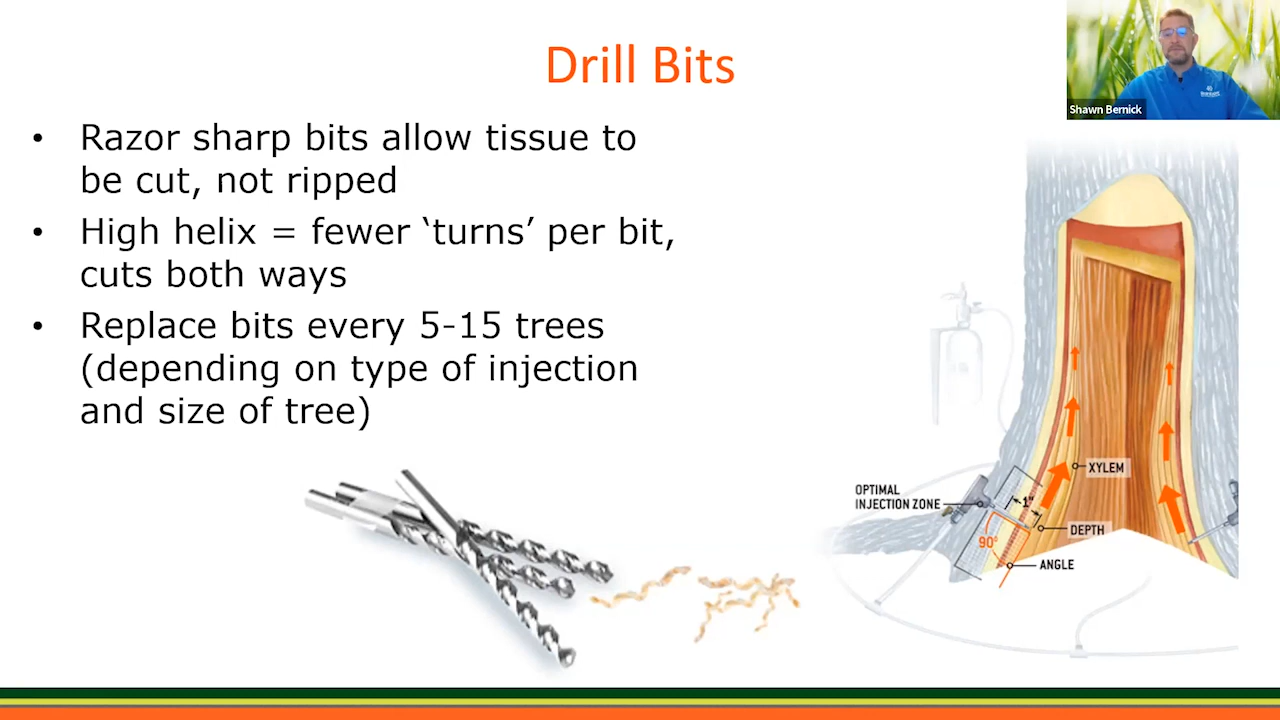 Drill Bits
Shawn Bernick
• Razor sharp bits allow tissue to
be cut, not ripped
• High helix = fewer ‘turns’ per bit,
cuts both ways
• Replace bits every 5-15 trees
(depending on type of injection
and size of tree)
XYLEM
OPTIMAL
INJECTION ZONE
1"
DEPTH
90°
ANGLE